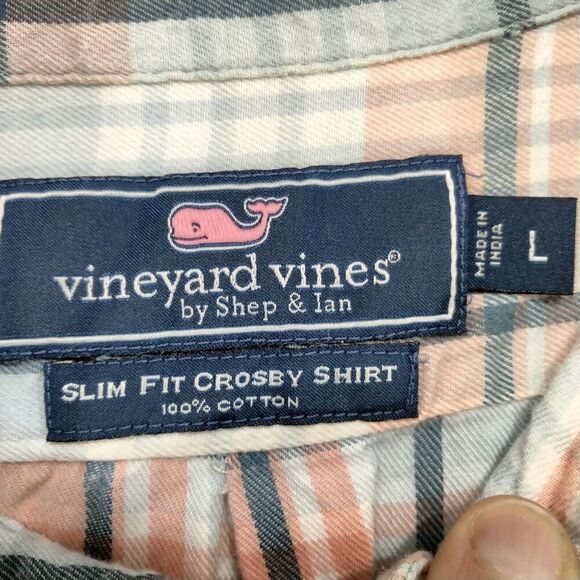 vineyard vines®
by Shep & Ian
MADE IN
INDIA
L
SLIM FIT CROSBY SHIRT
100% COTTON